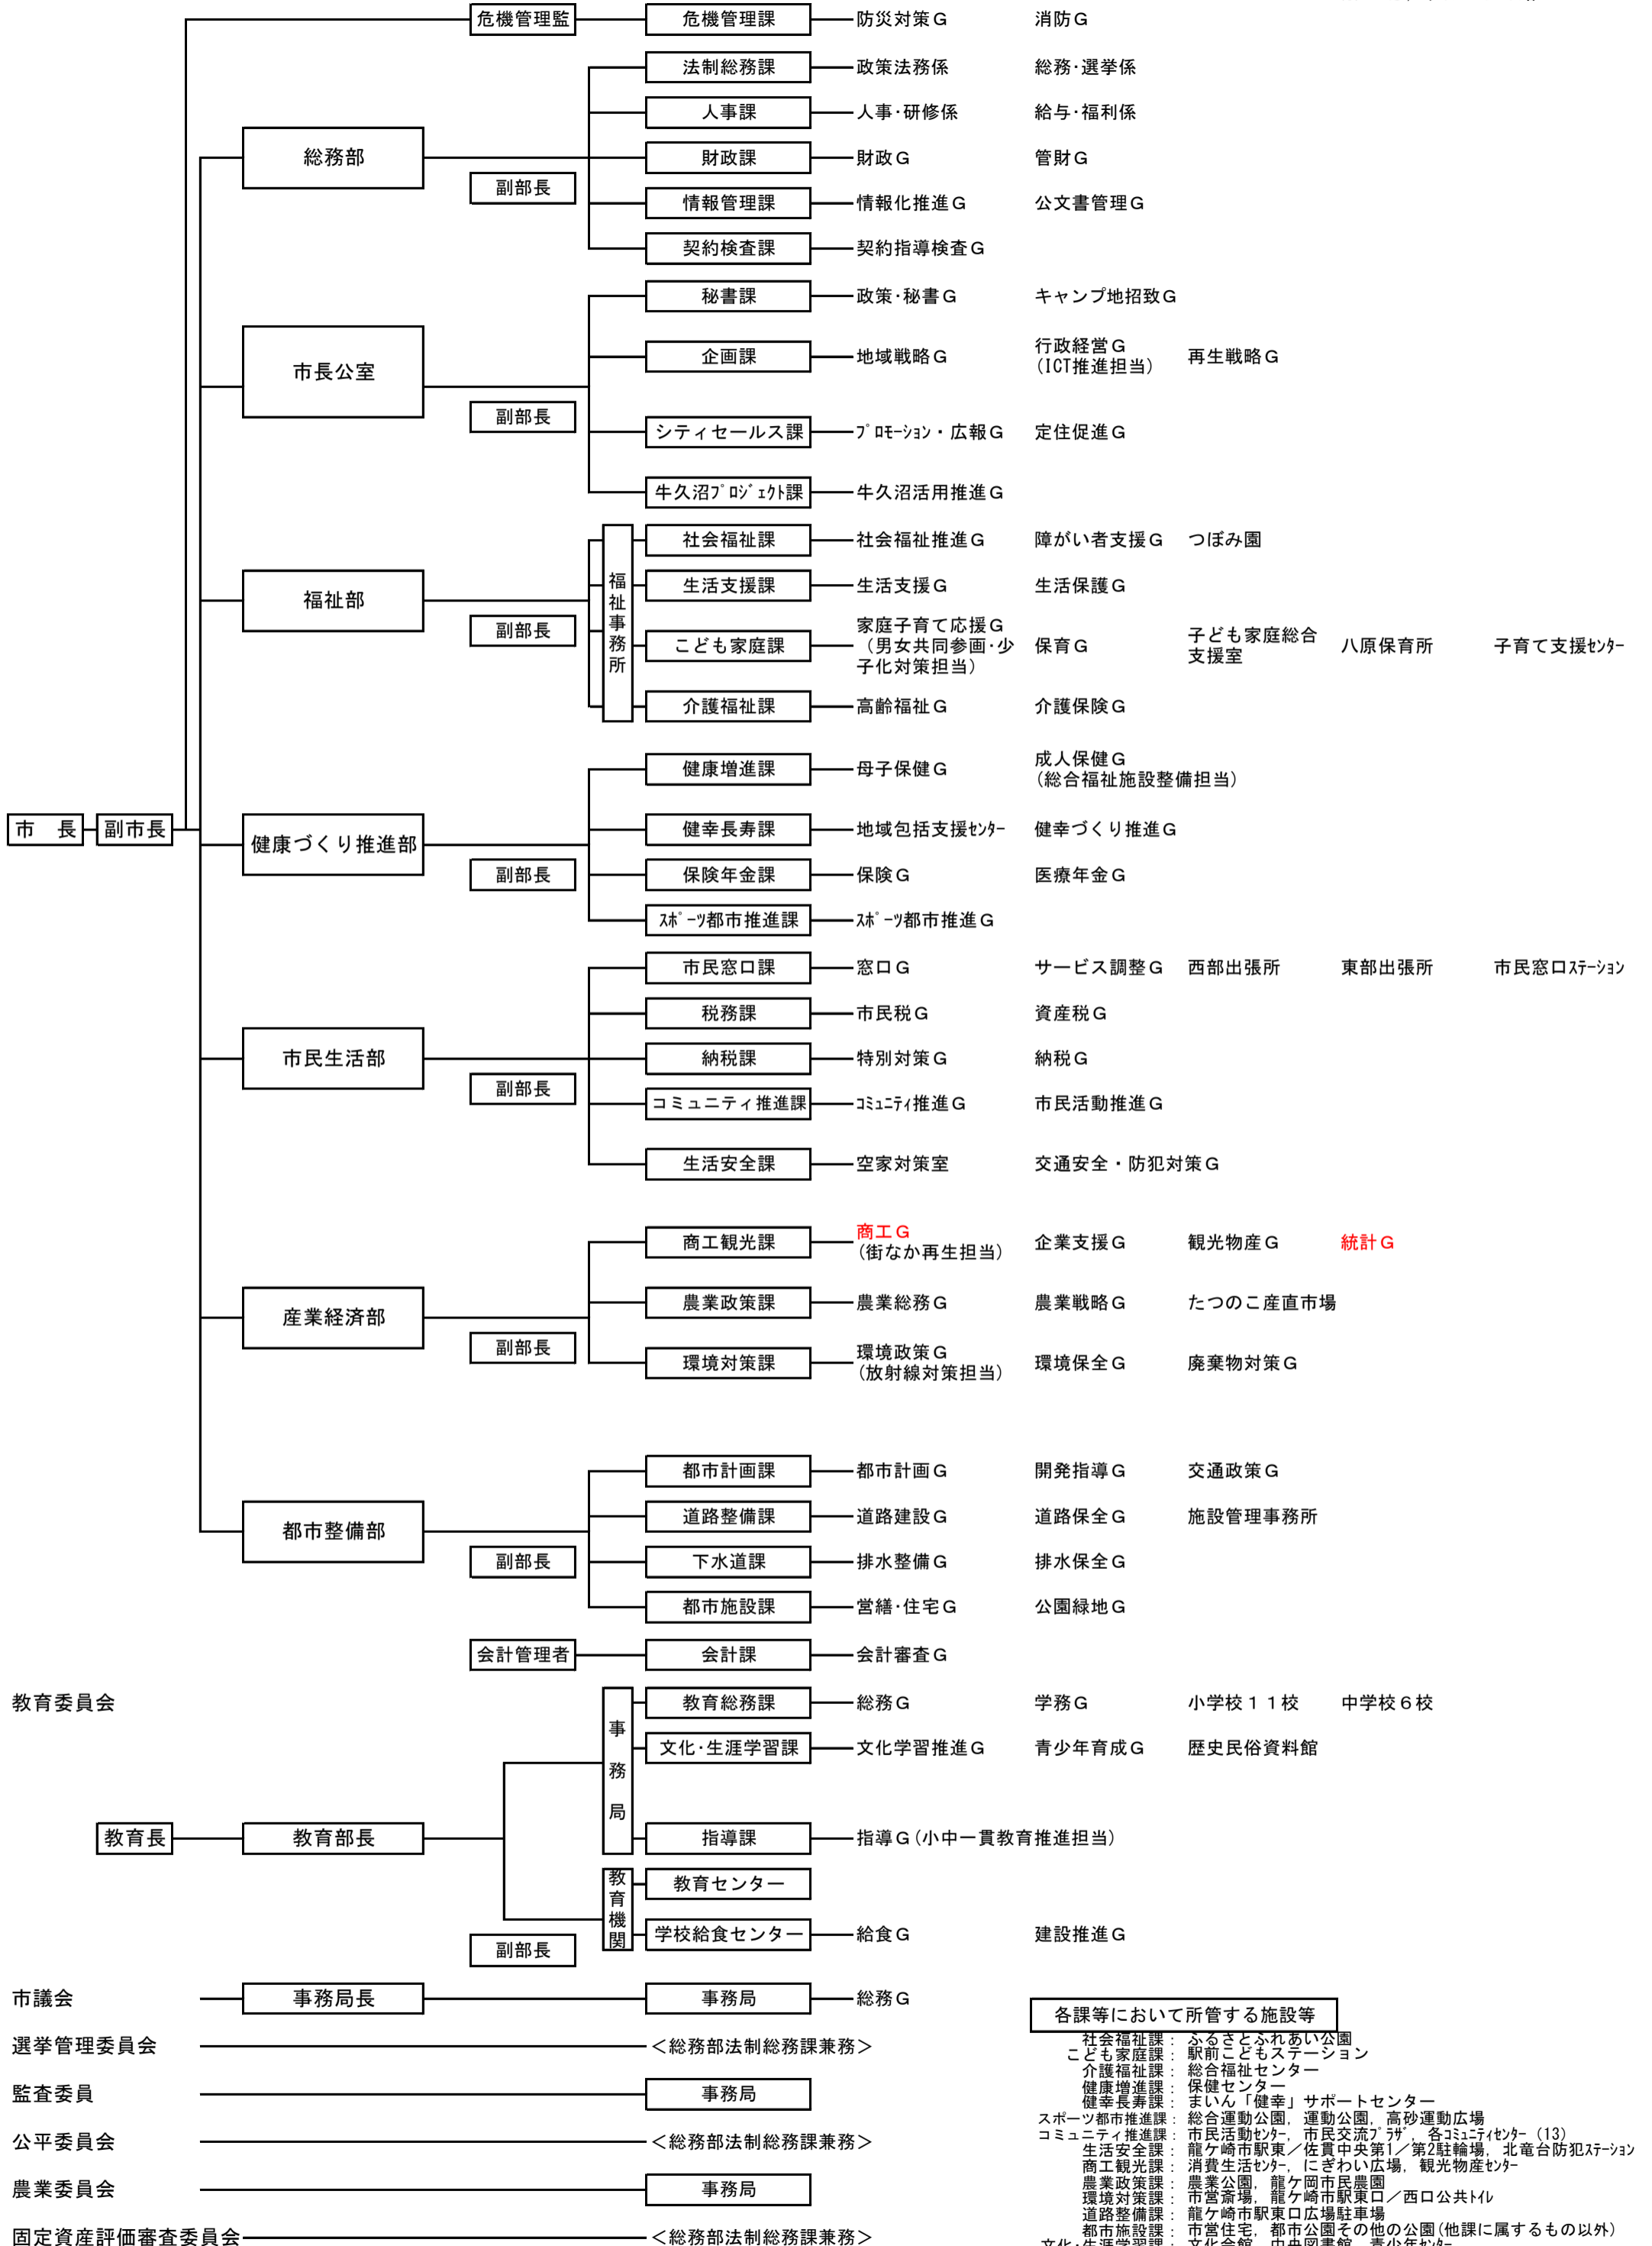 危機管理監 危機管理課 防災対策Ｇ 消防Ｇ
法制総務課 政策法務係 総務･選挙係
人事課 人事･研修係 給与･福利係
総務部 財政課 財政Ｇ 管財Ｇ
副部長
情報管理課 情報化推進Ｇ 公文書管理Ｇ
契約検査課 契約指導検査Ｇ
秘書課 政策･秘書Ｇ キャンプ地招致Ｇ
市長公室 企画課 地域戦略Ｇ 行政経営Ｇ 再生戦略Ｇ
(ICT推進担当)
副部長
シティセールス課 ﾌﾟﾛﾓｰｼｮﾝ・広報Ｇ 定住促進Ｇ
牛久沼ﾌﾟﾛｼﾞｪｸﾄ課 牛久沼活用推進Ｇ
福祉事務所
社会福祉課 社会福祉推進Ｇ 障がい者支援Ｇ つぼみ園
福祉部 生活支援課 生活支援Ｇ 生活保護Ｇ
副部長
こども家庭課 家庭子育て応援Ｇ
（男女共同参画･少
子化対策担当）
保育Ｇ 子ども家庭総合
支援室
八原保育所 子育て支援ｾﾝﾀｰ
介護福祉課 高齢福祉Ｇ 介護保険Ｇ
健康増進課 母子保健Ｇ 成人保健Ｇ
(総合福祉施設整備担当)
市　長 副市長 健康づくり推進部 健幸長寿課 地域包括支援ｾﾝﾀｰ 健幸づくり推進Ｇ
副部長 保険年金課 保険Ｇ 医療年金Ｇ
ｽﾎﾟｰﾂ都市推進課 ｽﾎﾟｰﾂ都市推進Ｇ
市民窓口課 窓口Ｇ サービス調整Ｇ 西部出張所 東部出張所 市民窓口ｽﾃｰｼｮﾝ
税務課 市民税Ｇ 資産税Ｇ
市民生活部 納税課 特別対策Ｇ 納税Ｇ
副部長
コミュニティ推進課 ｺﾐｭﾆﾃｨ推進Ｇ 市民活動推進Ｇ
生活安全課 空家対策室 交通安全・防犯対策Ｇ
商工観光課 商工Ｇ
(街なか再生担当)
企業支援Ｇ 観光物産Ｇ 統計Ｇ
産業経済部 農業政策課 農業総務Ｇ 農業戦略Ｇ たつのこ産直市場
副部長
環境対策課 環境政策Ｇ
(放射線対策担当)
環境保全Ｇ 廃棄物対策Ｇ
都市計画課 都市計画Ｇ 開発指導Ｇ 交通政策Ｇ
都市整備部 道路整備課 道路建設Ｇ 道路保全Ｇ 施設管理事務所
副部長 下水道課 排水整備Ｇ 排水保全Ｇ
都市施設課 営繕･住宅Ｇ 公園緑地Ｇ
会計管理者 会計課 会計審査Ｇ
教育委員会
事務局
教育総務課 総務Ｇ 学務Ｇ 小学校１１校 中学校６校
文化･生涯学習課 文化学習推進Ｇ 青少年育成Ｇ 歴史民俗資料館
教育長 教育部長 指導課 指導Ｇ(小中一貫教育推進担当)
教育機関
教育センター
副部長
学校給食センター 給食Ｇ 建設推進Ｇ
市議会 事務局長 事務局 総務Ｇ
選挙管理委員会 ＜総務部法制総務課兼務＞
監査委員 事務局
公平委員会 ＜総務部法制総務課兼務＞
農業委員会 事務局
固定資産評価審査委員会 ＜総務部法制総務課兼務＞
各課等において所管する施設等
社会福祉課： ふるさとふれあい公園
こども家庭課： 駅前こどもステーション
介護福祉課： 総合福祉センター
健康増進課： 保健センター
健幸長寿課： まいん「健幸」サポートセンター
スポーツ都市推進課： 総合運動公園，運動公園，高砂運動広場
コミュニティ推進課： 市民活動ｾﾝﾀｰ，市民交流ﾌﾟﾗｻﾞ，各ｺﾐｭﾆﾃｨｾﾝﾀｰ（13）
生活安全課： 龍ケ崎市駅東／佐貫中央第1／第2駐輪場，北竜台防犯ｽﾃｰｼｮﾝ
商工観光課： 消費生活ｾﾝﾀｰ，にぎわい広場，観光物産ｾﾝﾀｰ
農業政策課： 農業公園，龍ケ岡市民農園
環境対策課： 市営斎場，龍ケ崎市駅東口／西口公共ﾄｲﾚ
道路整備課： 龍ケ崎市駅東口広場駐車場
都市施設課： 市営住宅，都市公園その他の公園(他課に属するもの以外)
文化･生涯学習課： 文化会館，中央図書館，青少年ｾﾝﾀｰ